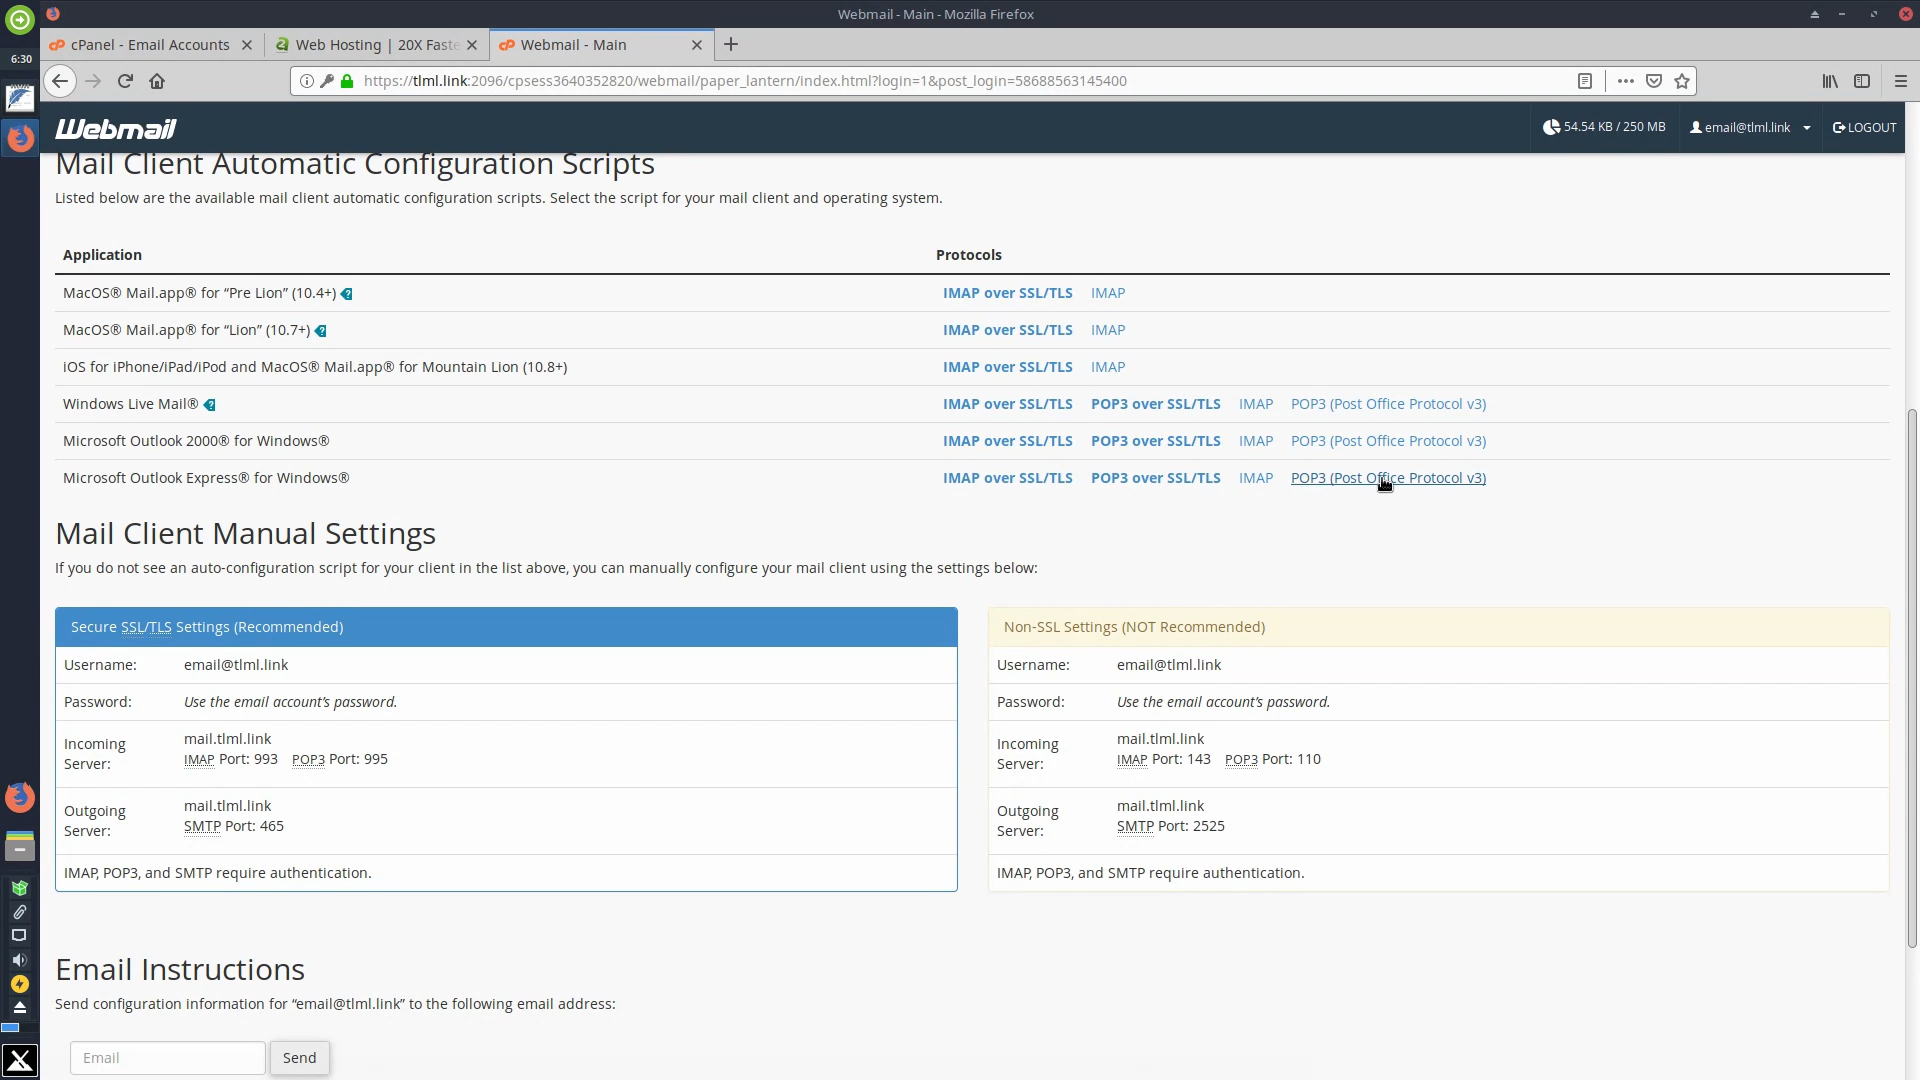 Webmail - Main - Mozilla Firefox
6:30
cPanel - Email Accounts
Web Hosting | 20X Faste
Webmail - Main
https://tlml.link:2096/cpsess3640352820/webmail/paper_lantern/index.html?login=1&post_login=58688563145400
Webmail
54.54 KB / 250 MB
email@tlml.link
LOGOUT
Mail Client Automatic Configuration Scripts
Listed below are the available mail client automatic configuration scripts. Select the script for your mail client and operating system.
Application Protocols
MacOS® Mail.app® for “Pre Lion” (10.4+) ? IMAP over SSL/TLS IMAP
MacOS® Mail.app® for “Lion” (10.7+) ? IMAP over SSL/TLS IMAP
iOS for iPhone/iPad/iPod and MacOS® Mail.app® for Mountain Lion (10.8+) IMAP over SSL/TLS IMAP
Windows Live Mail® ? IMAP over SSL/TLS POP3 over SSL/TLS IMAP POP3 (Post Office Protocol v3)
Microsoft Outlook 2000® for Windows® IMAP over SSL/TLS POP3 over SSL/TLS IMAP POP3 (Post Office Protocol v3)
Microsoft Outlook Express® for Windows® IMAP over SSL/TLS POP3 over SSL/TLS IMAP POP3 (Post Office Protocol v3)
Mail Client Manual Settings
If you do not see an auto-configuration script for your client in the list above, you can manually configure your mail client using the settings below:
Secure SSL/TLS Settings (Recommended)
Username: email@tlml.link
Password: Use the email account’s password.
Incoming Server: mail.tlml.link
IMAP Port: 993 POP3 Port: 995
Outgoing Server: mail.tlml.link
SMTP Port: 465
IMAP, POP3, and SMTP require authentication.
Non-SSL Settings (NOT Recommended)
Username: email@tlml.link
Password: Use the email account’s password.
Incoming Server: mail.tlml.link
IMAP Port: 143 POP3 Port: 110
Outgoing Server: mail.tlml.link
SMTP Port: 2525
IMAP, POP3, and SMTP require authentication.
Email Instructions
Send configuration information for “email@tlml.link” to the following email address:
Email
Send